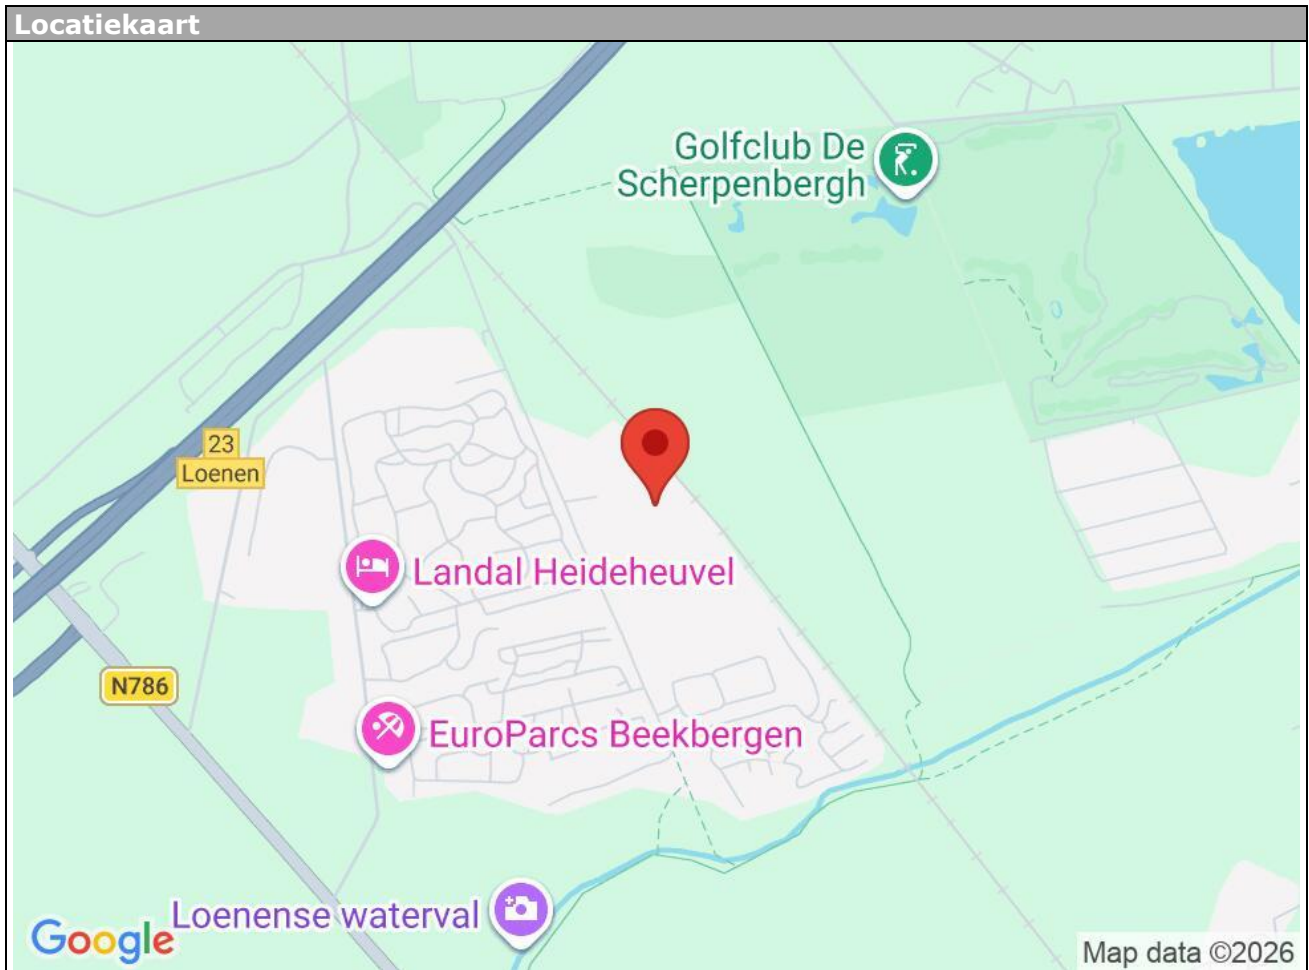 Locatiekaart
Golfclub De
Scherpenbergh
23
Loenen
Landal Heideheuvel
N786
EuroParcs Beekbergen
Loenense waterval
Google
Map data ©2026